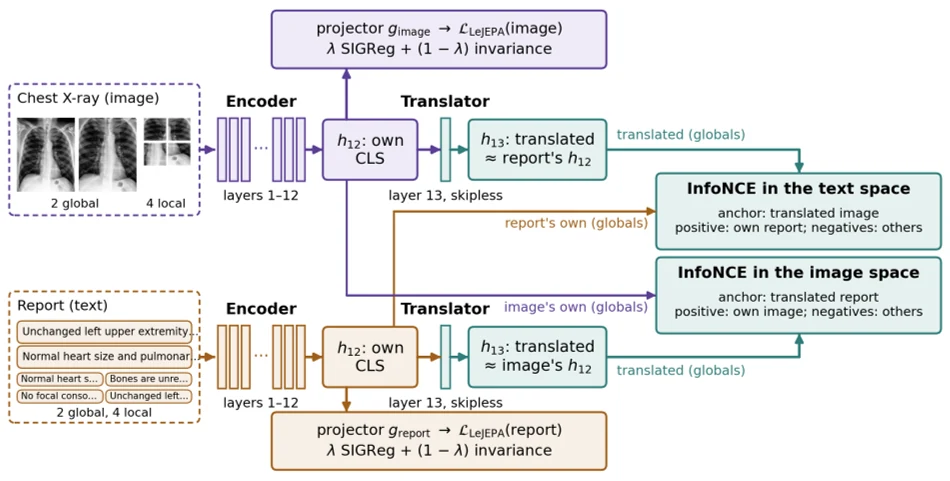 projector g_image → ℒ_LeJEPA(image)
λ SIGReg + (1 − λ) invariance
Chest X-ray (image)
2 global
4 local
Encoder
...
layers 1–12
h₁₂: own
CLS
Translator
layer 13, skipless
h₁₃: translated
≈ report's h₁₂
translated (globals)
InfoNCE in the text space
anchor: translated image
positive: own report; negatives: others
report's own (globals)
InfoNCE in the image space
anchor: translated report
positive: own image; negatives: others
image's own (globals)
Report (text)
Unchanged left upper extremity...
Normal heart size and pulmonar...
Normal heart s...
Bones are unre...
No focal conso...
Unchanged left...
2 global, 4 local
Encoder
...
layers 1–12
h₁₂: own
CLS
Translator
layer 13, skipless
h₁₃: translated
≈ image's h₁₂
translated (globals)
projector g_report → ℒ_LeJEPA(report)
λ SIGReg + (1 − λ) invariance